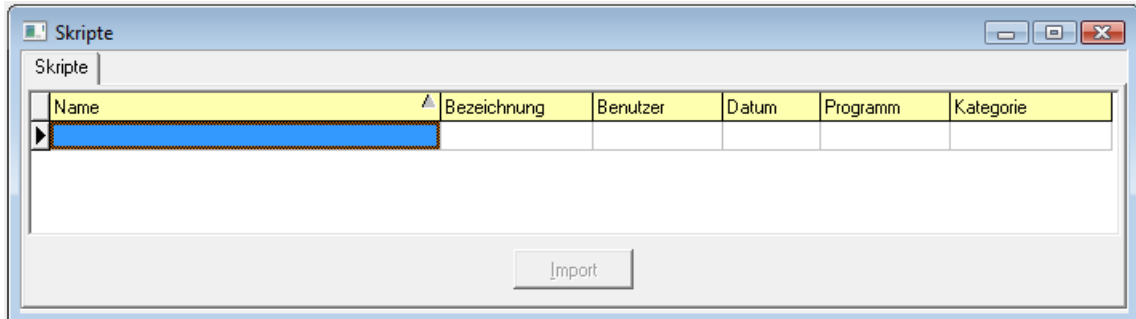 Skripte
Skripte
Name Bezeichnung Benutzer Datum Programm Kategorie
Import